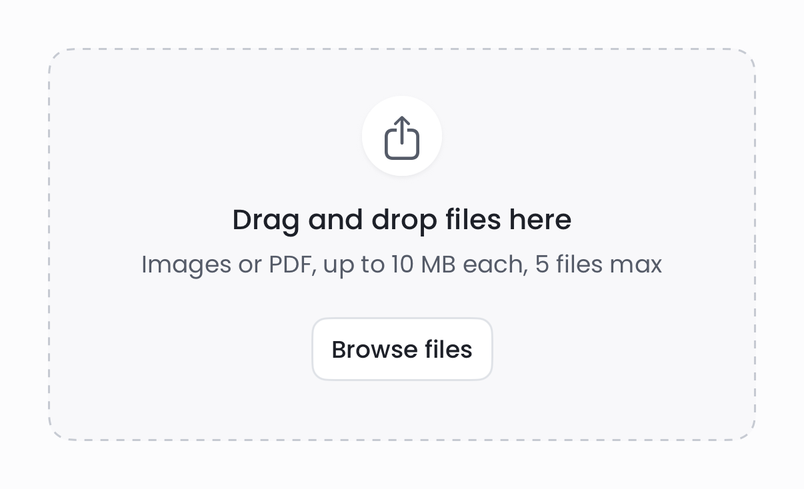 Drag and drop files here
Images or PDF, up to 10 MB each, 5 files max
Browse files